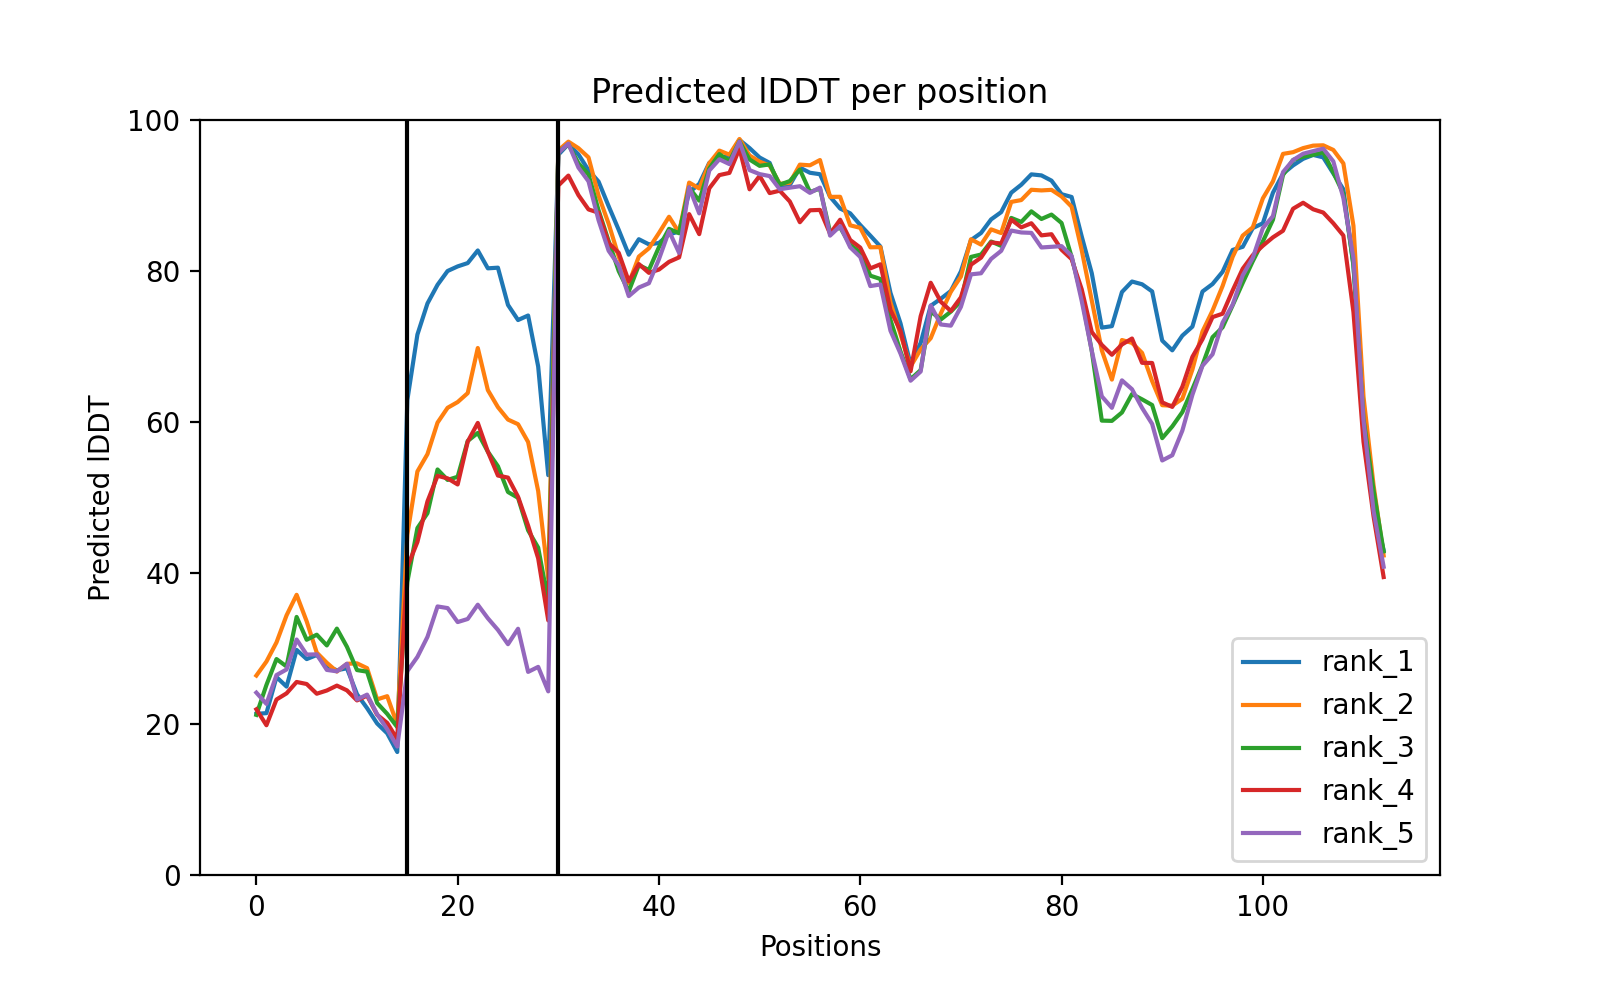 Predicted lDDT per position
100
80
60
40
20
0
Predicted lDDT
0 20 40 60 80 100
Positions
rank_1
rank_2
rank_3
rank_4
rank_5